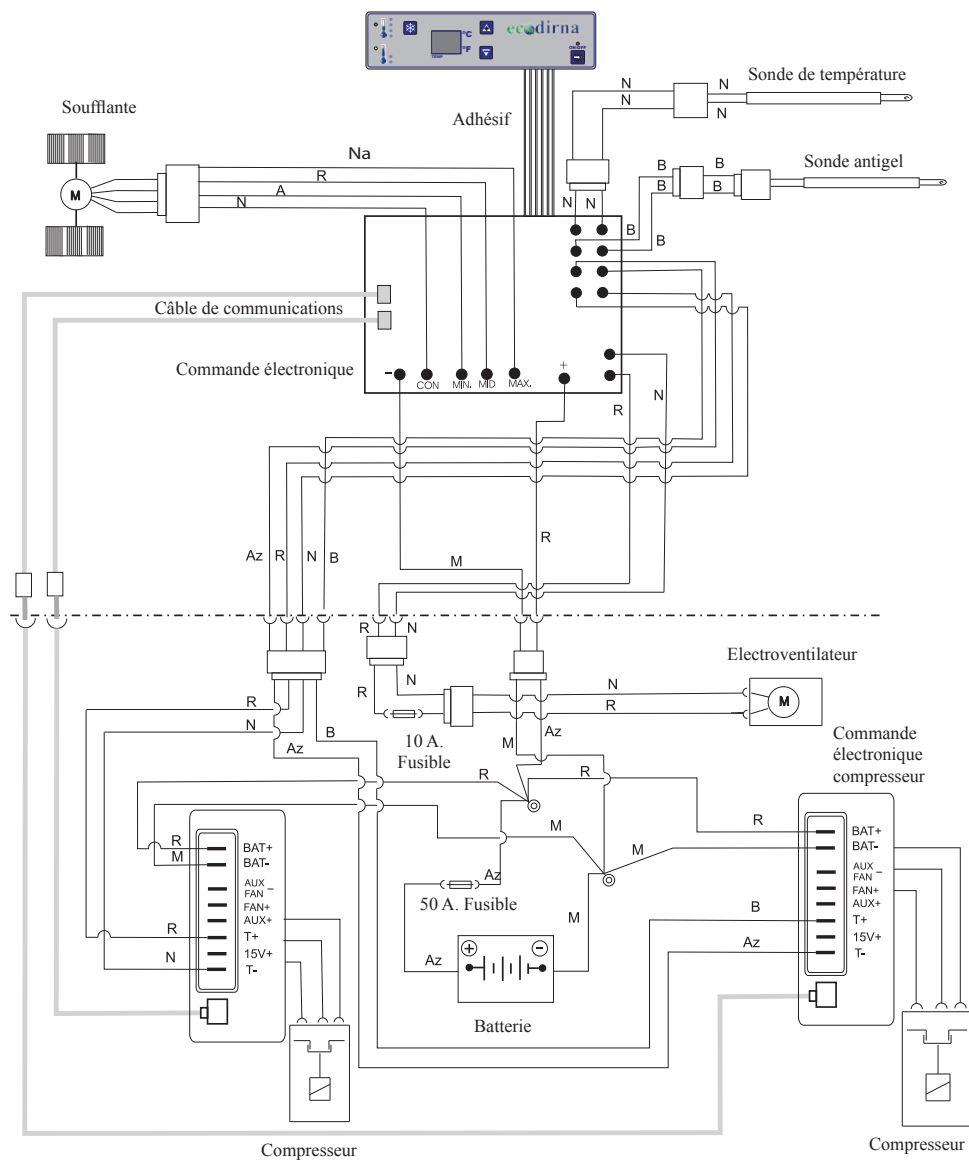 °C
°F
TEMP
ecodirna
ON/OFF
Soufflante
Adhésif
Sonde de température
Sonde antigel
N
N
N
N
N
N
B
B
B
B
B
B
M
Na
R
A
N
Câble de communications
Commande électronique
-
CON
MIN.
MID
MAX.
+
R
N
Az
R
N
B
M
R
R
N
R
N
Electroventilateur
N
R
M
10 A.
Fusible
M
Az
R
N
Az
B
R
R
M
M
Commande
électronique
compresseur
R
M
BAT+
BAT-
AUX
FAN –
FAN+
AUX+
T+
15V+
T-
R
N
Az
50 A. Fusible
M
Az
+
-
Batterie
R
BAT+
BAT-
AUX
FAN –
FAN+
AUX+
T+
15V+
T-
B
Az
Compresseur
Compresseur